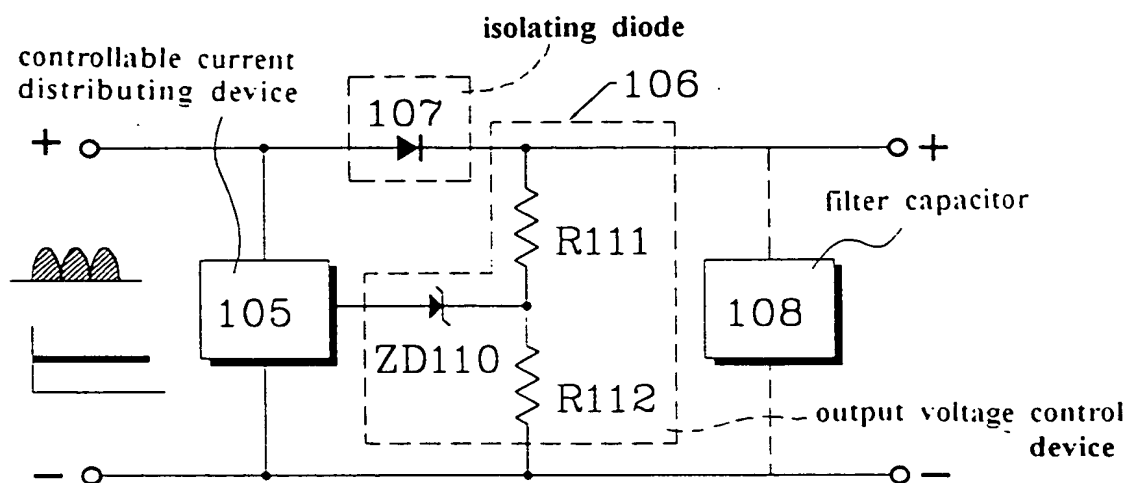 isolating diode
controllable current
distributing device
107
106
+
+
filter capacitor
R111
105
108
ZD110
R112
output voltage control
device
−
−